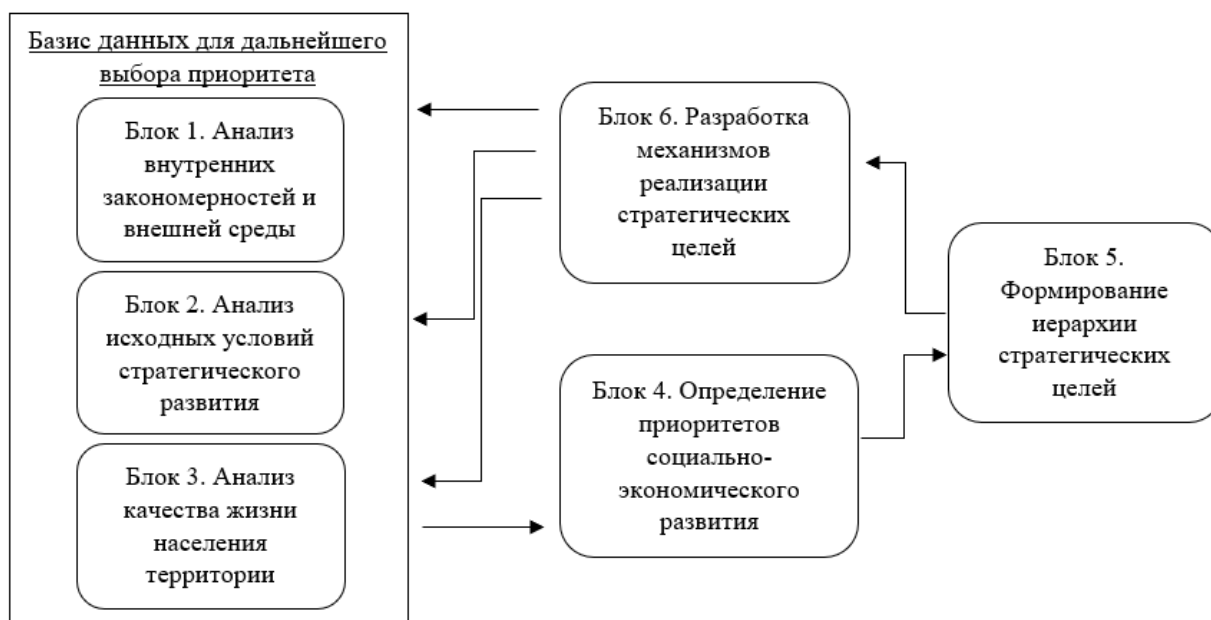 Базис данных для дальнейшего
выбора приоритета
Блок 1. Анализ
внутренних
закономерностей и
внешней среды
Блок 2. Анализ
исходных условий
стратегического
развития
Блок 3. Анализ
качества жизни
населения
территории
Блок 6. Разработка
механизмов
реализации
стратегических
целей
Блок 4. Определение
приоритетов
социально-
экономического
развития
Блок 5.
Формирование
иерархии
стратегических
целей